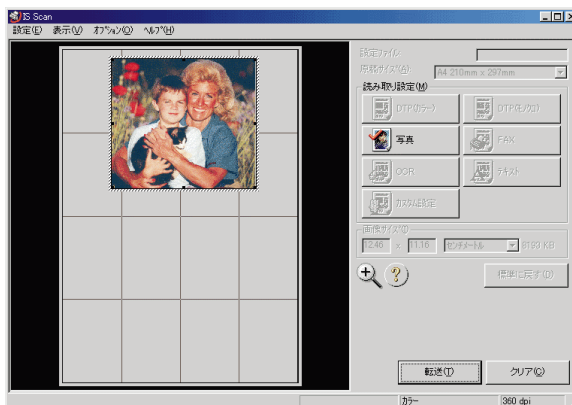 IS Scan
設定(E) 表示(V) オプション(O) ヘルプ(H)
設定ファイル:
原稿サイズ(A): A4 210mm x 297mm
読み取り設定(M)
DTP(カラー) DTP(モノクロ)
写真 FAX
OCR テキスト
カスタム設定
画像サイズ(I)
12.46 x 11.16 センチメートル 8193 KB
標準に戻す(D)
転送(T) クリア(C)
カラー 360 dpi